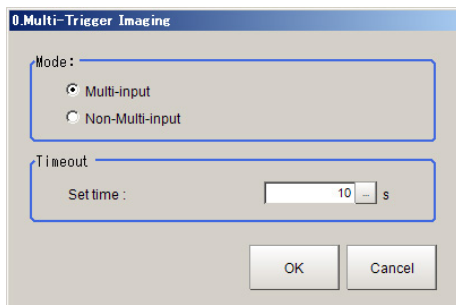 0.Multi-Trigger Imaging
Mode:
Multi-input
Non-Multi-input
Timeout
Set time : 10 ... s
OK Cancel